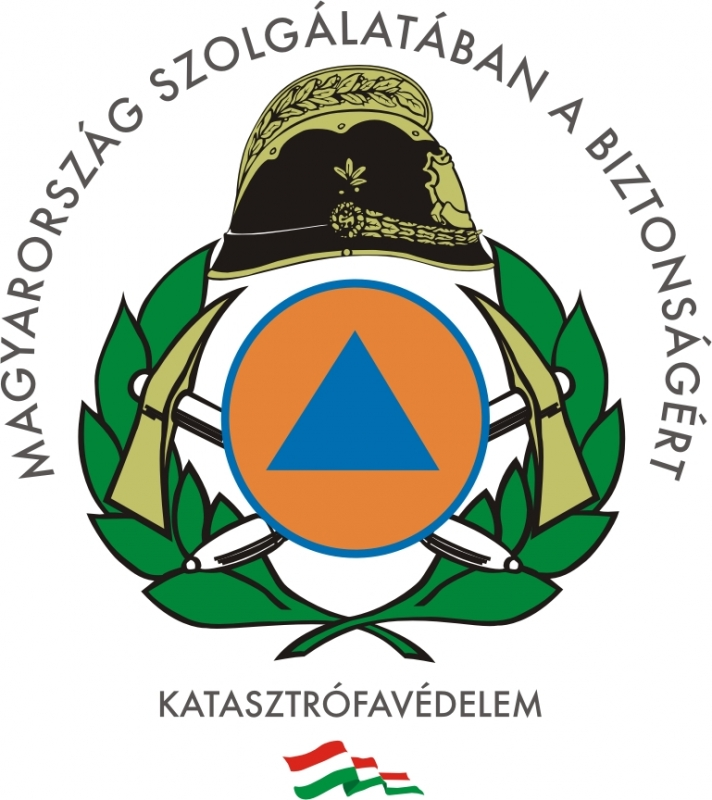 MAGYARORSZÁG SZOLGÁLATÁBAN A BIZTONSÁGÉRT
KATASZTRÓFAVÉDELEM